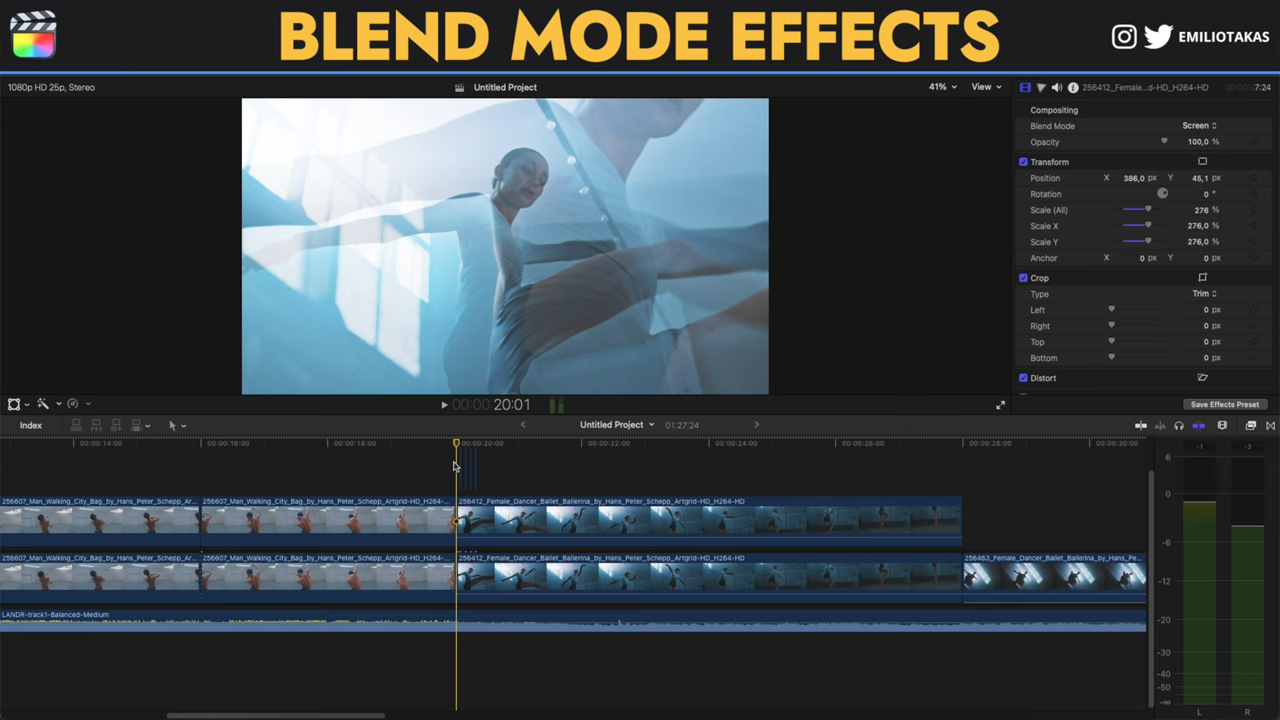 BLEND MODE EFFECTS
EMILIOTAKAS
1080p HD 25p, Stereo
Untitled Project
41%
View
256412_Female...d-HD_H264-HD
7:24
Compositing
Blend Mode
Screen
Opacity
100,0 %
Transform
Position
X 386,0 px Y 45,1 px
Rotation
0 °
Scale (All)
276 %
Scale X
276,0 %
Scale Y
276,0 %
Anchor
X 0 px Y 0 px
Crop
Type
Trim
Left
0 px
Right
0 px
Top
0 px
Bottom
0 px
Distort
00:00:00:20:01
Save Effects Preset
Index
Untitled Project
01:27:24
00:00:14:00
00:00:16:00
00:00:18:00
00:00:20:00
00:00:22:00
00:00:24:00
00:00:26:00
00:00:28:00
00:00:30:00
256607_Man_Walking_City_Bag_by_Hans_Peter_Schepp_Ar...
256607_Man_Walking_City_Bag_by_Hans_Peter_Schepp_Artgrid-HD_H264-...
256412_Female_Dancer_Ballet_Ballerina_by_Hans_Peter_Schepp_Artgrid-HD_H264-HD
256607_Man_Walking_City_Bag_by_Hans_Peter_Schepp_Ar...
256607_Man_Walking_City_Bag_by_Hans_Peter_Schepp_Artgrid-HD_H264-...
256412_Female_Dancer_Ballet_Ballerina_by_Hans_Peter_Schepp_Artgrid-HD_H264-HD
256463_Female_Dancer_Ballet_Ballerina_by_Hans_Pe...
LANDR-track1-Balanced-Medium
-1
-3
6
0
-6
-12
-20
-30
-40
-50
-∞
L
R